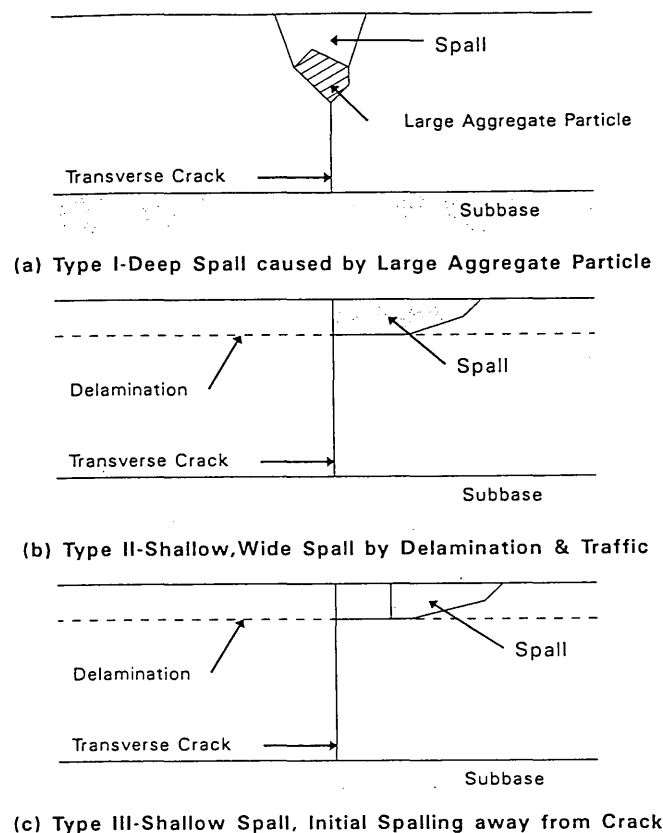 Spall
Large Aggregate Particle
Transverse Crack
Subbase
(a) Type I-Deep Spall caused by Large Aggregate Particle
Spall
Delamination
Transverse Crack
Subbase
(b) Type II-Shallow,Wide Spall by Delamination & Traffic
Spall
Delamination
Transverse Crack
Subbase
(c) Type III-Shallow Spall, Initial Spalling away from Crack